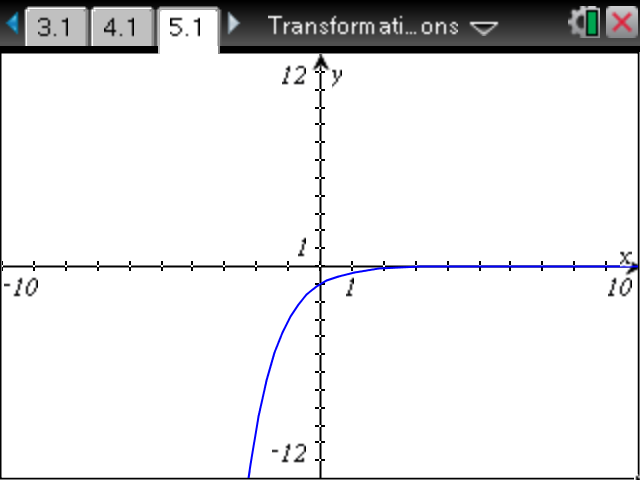 3.1 4.1 5.1 Transformati...ons
12 y
1 x
-10 1 10
-12